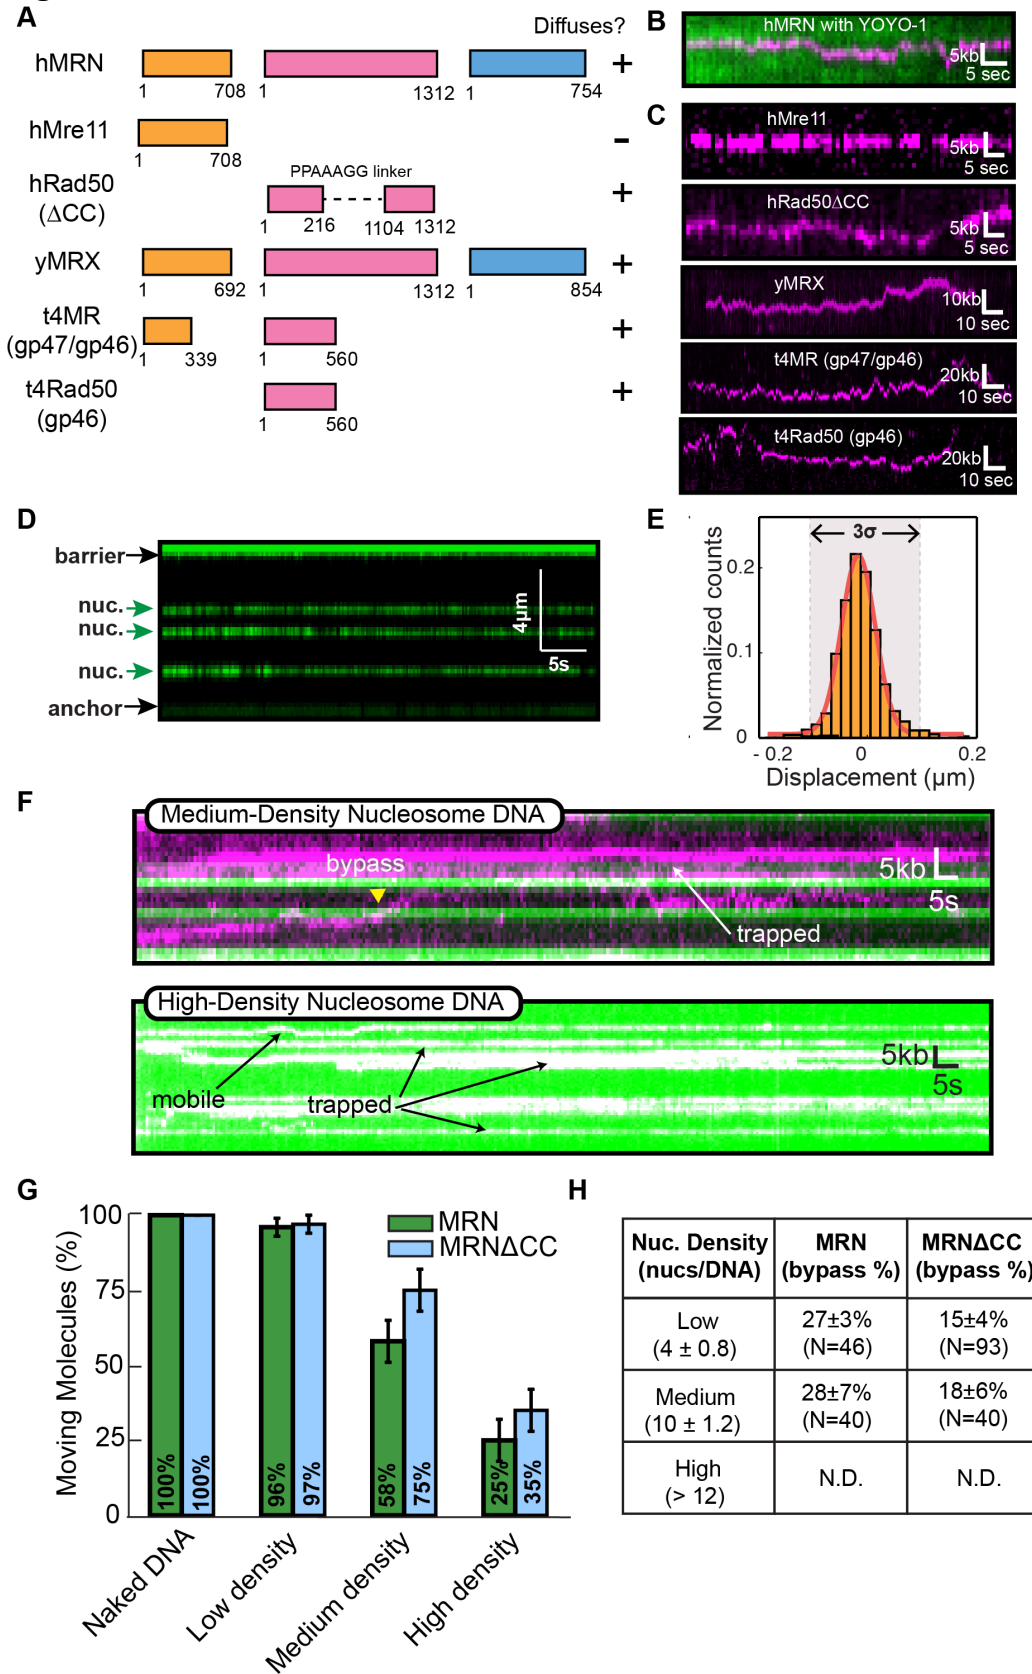 A
Diffuses?
hMRN
+
1 708 1 1312 1 754
hMre11
–
1 708
hRad50
(ΔCC)
PPAAAGG linker
+
1 216 1104 1312
yMRX
+
1 692 1 1312 1 854
t4MR
(gp47/gp46)
+
1 339 1 560
t4Rad50
(gp46)
+
1 560
B
hMRN with YOYO-1
5kb
5 sec
C
hMre11
5kb
5 sec
hRad50ΔCC
5kb
5 sec
yMRX
10kb
10 sec
t4MR (gp47/gp46)
20kb
10 sec
t4Rad50 (gp46)
20kb
10 sec
D
barrier
nuc.
nuc.
nuc.
anchor
4μm
5s
E
3σ
Normalized counts
0.2
0.1
0
- 0.2 0 0.2
Displacement (μm)
F
Medium-Density Nucleosome DNA
bypass
trapped
5kb
5s
High-Density Nucleosome DNA
mobile
trapped
5kb
5s
G
Moving Molecules (%)
100
75
50
25
0
MRN
MRNΔCC
100% 100% 96% 97% 58% 75% 25% 35%
Naked DNA
Low density
Medium density
High density
H
Nuc. Density MRN MRNΔCC
(nucs/DNA) (bypass %) (bypass %)
Low 27±3% 15±4%
(4 ± 0.8) (N=46) (N=93)
Medium 28±7% 18±6%
(10 ± 1.2) (N=40) (N=40)
High N.D. N.D.
(> 12)